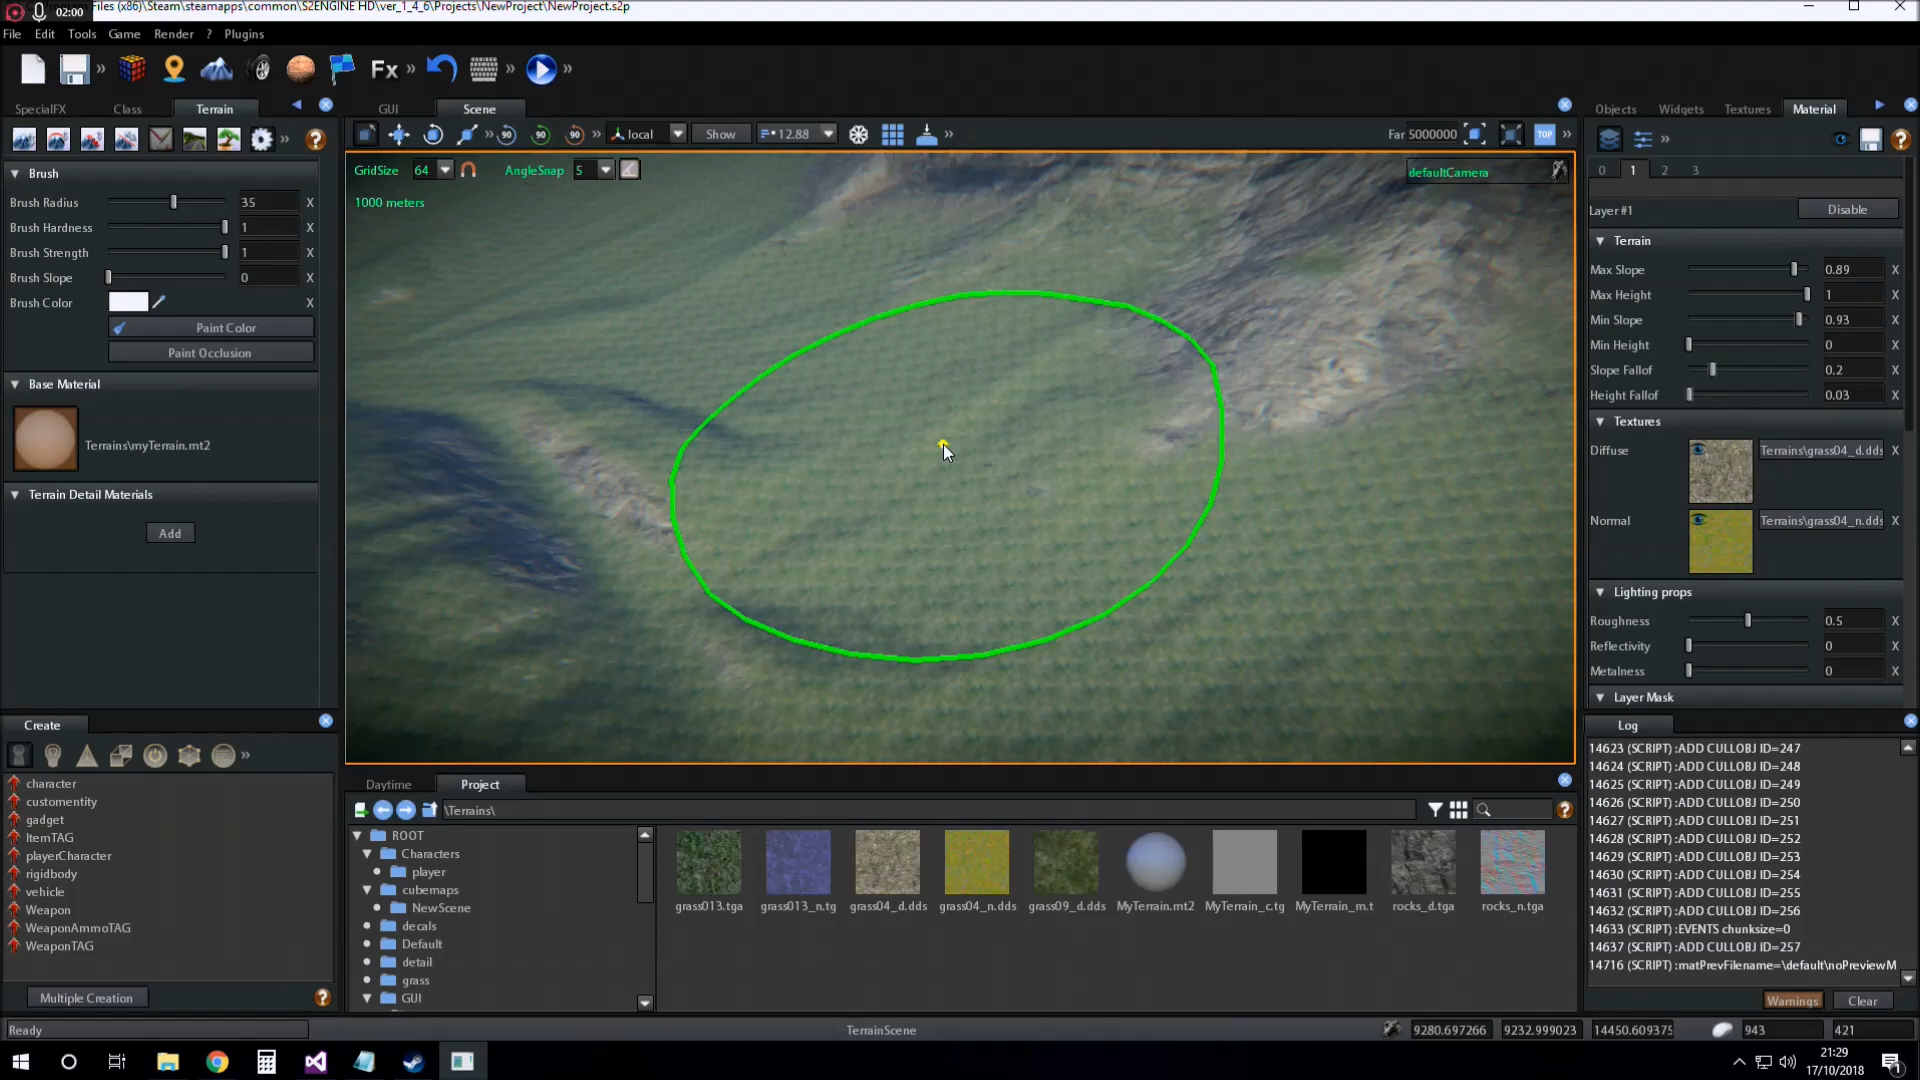 02:00
Files (x86)\Steam\steamapps\common\S2ENGINE HD\ver_1_4_6\Projects\NewProject\NewProject.s2p
File Edit Tools Game Render ? Plugins
Fx
SpecialFX Class Terrain
GUI Scene
Objects Widgets Textures Material
90 90 90 local Show 12.88 Far 5000000 TOP
Brush
Brush Radius 35 X
Brush Hardness 1 X
Brush Strength 1 X
Brush Slope 0 X
Brush Color X
Paint Color
Paint Occlusion
Base Material
Terrains\myTerrain.mt2
Terrain Detail Materials
Add
GridSize 64 AngleSnap 5
1000 meters
defaultCamera
0 1 2 3
Layer #1 Disable
Terrain
Max Slope 0.89 X
Max Height 1 X
Min Slope 0.93 X
Min Height 0 X
Slope Fallof 0.2 X
Height Fallof 0.03 X
Textures
Diffuse Terrains\grass04_d.dds X
Normal Terrains\grass04_n.dds X
Lighting props
Roughness 0.5 X
Reflectivity 0 X
Metalness 0 X
Layer Mask
Create
character
customentity
gadget
ItemTAG
playerCharacter
rigidbody
vehicle
Weapon
WeaponAmmoTAG
WeaponTAG
Multiple Creation
Daytime Project
\Terrains\
ROOT
Characters
player
cubemaps
NewScene
decals
Default
detail
grass
GUI
grass013.tga grass013_n.tg grass04_d.dds grass04_n.dds grass09_d.dds MyTerrain.mt2 MyTerrain_c.tg MyTerrain_m.t rocks_d.tga rocks_n.tga
Log
14623 (SCRIPT) :ADD CULLOBJ ID=247
14624 (SCRIPT) :ADD CULLOBJ ID=248
14625 (SCRIPT) :ADD CULLOBJ ID=249
14626 (SCRIPT) :ADD CULLOBJ ID=250
14627 (SCRIPT) :ADD CULLOBJ ID=251
14628 (SCRIPT) :ADD CULLOBJ ID=252
14629 (SCRIPT) :ADD CULLOBJ ID=253
14630 (SCRIPT) :ADD CULLOBJ ID=254
14631 (SCRIPT) :ADD CULLOBJ ID=255
14632 (SCRIPT) :ADD CULLOBJ ID=256
14633 (SCRIPT) :EVENTS chunksize=0
14637 (SCRIPT) :ADD CULLOBJ ID=257
14716 (SCRIPT) :matPrevFilename=\default\noPreviewM
Warnings Clear
Ready TerrainScene 9280.697266 9232.999023 14450.609375 943 421
21:29
17/10/2018
1